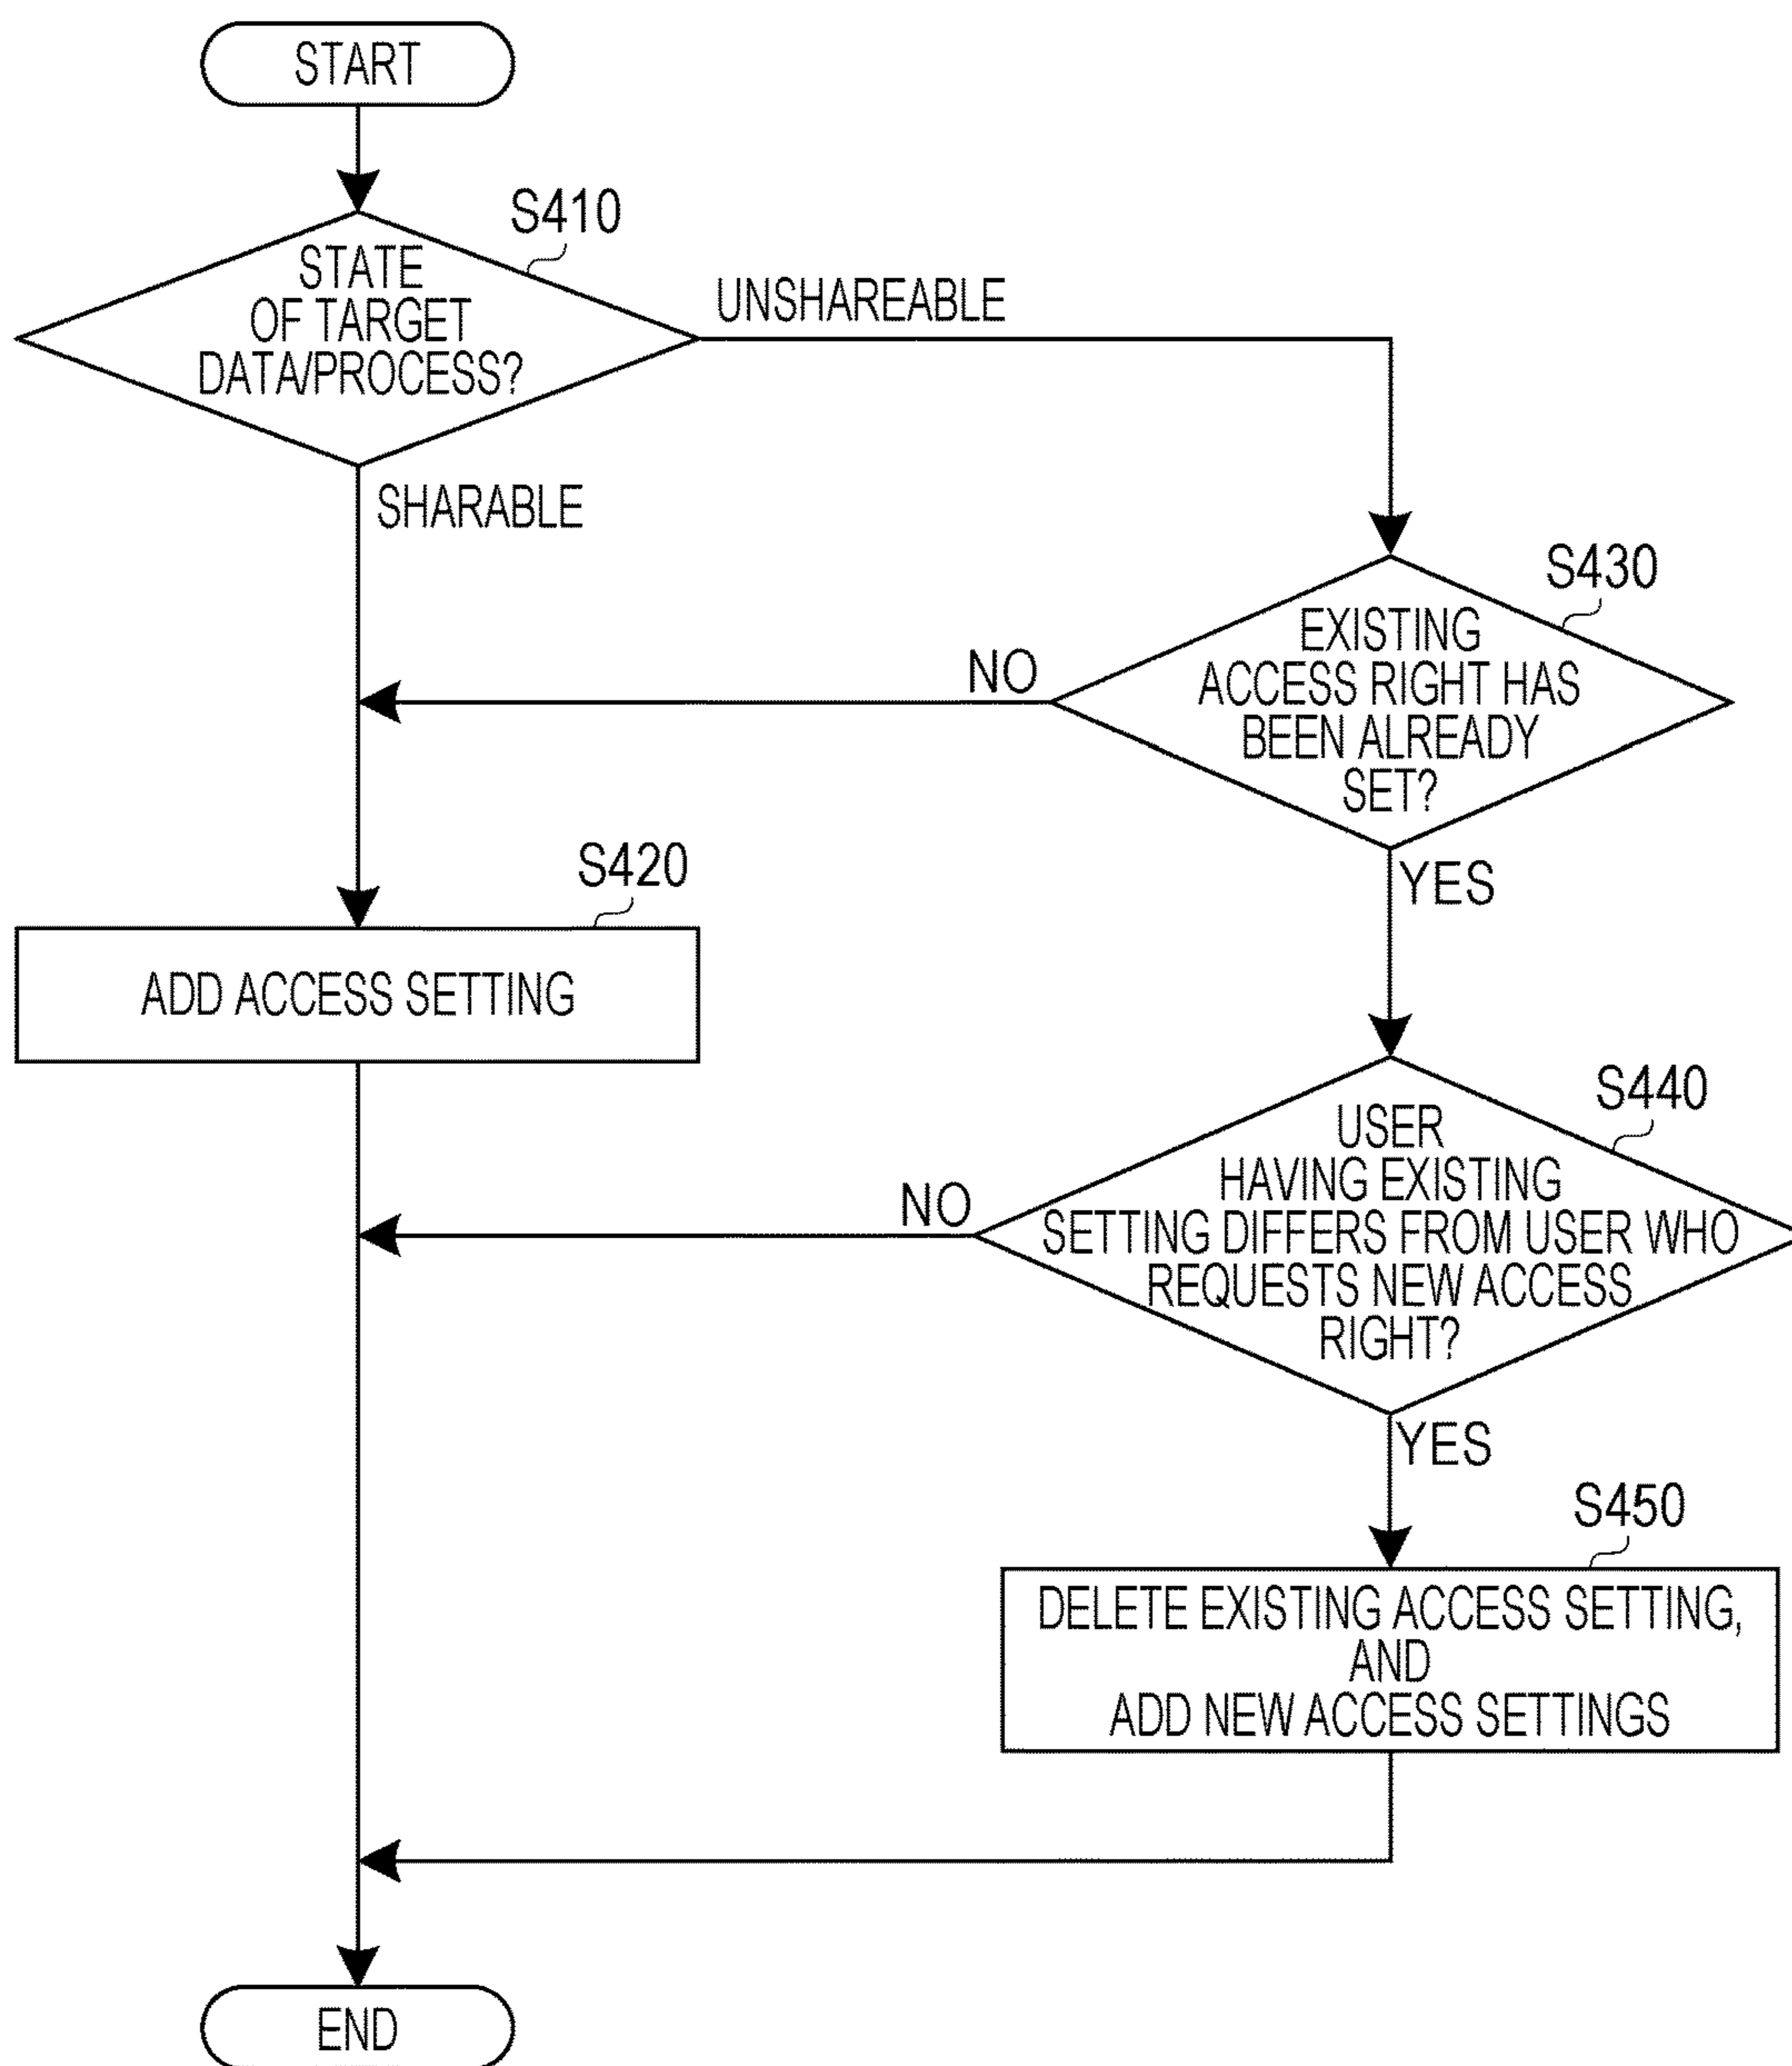 START
S410
STATE
OF TARGET
DATA/PROCESS?
UNSHAREABLE
SHARABLE
S430
EXISTING
ACCESS RIGHT HAS
BEEN ALREADY
SET?
NO
YES
S420
ADD ACCESS SETTING
S440
USER
HAVING EXISTING
SETTING DIFFERS FROM USER WHO
REQUESTS NEW ACCESS
RIGHT?
NO
YES
S450
DELETE EXISTING ACCESS SETTING,
AND
ADD NEW ACCESS SETTINGS
END